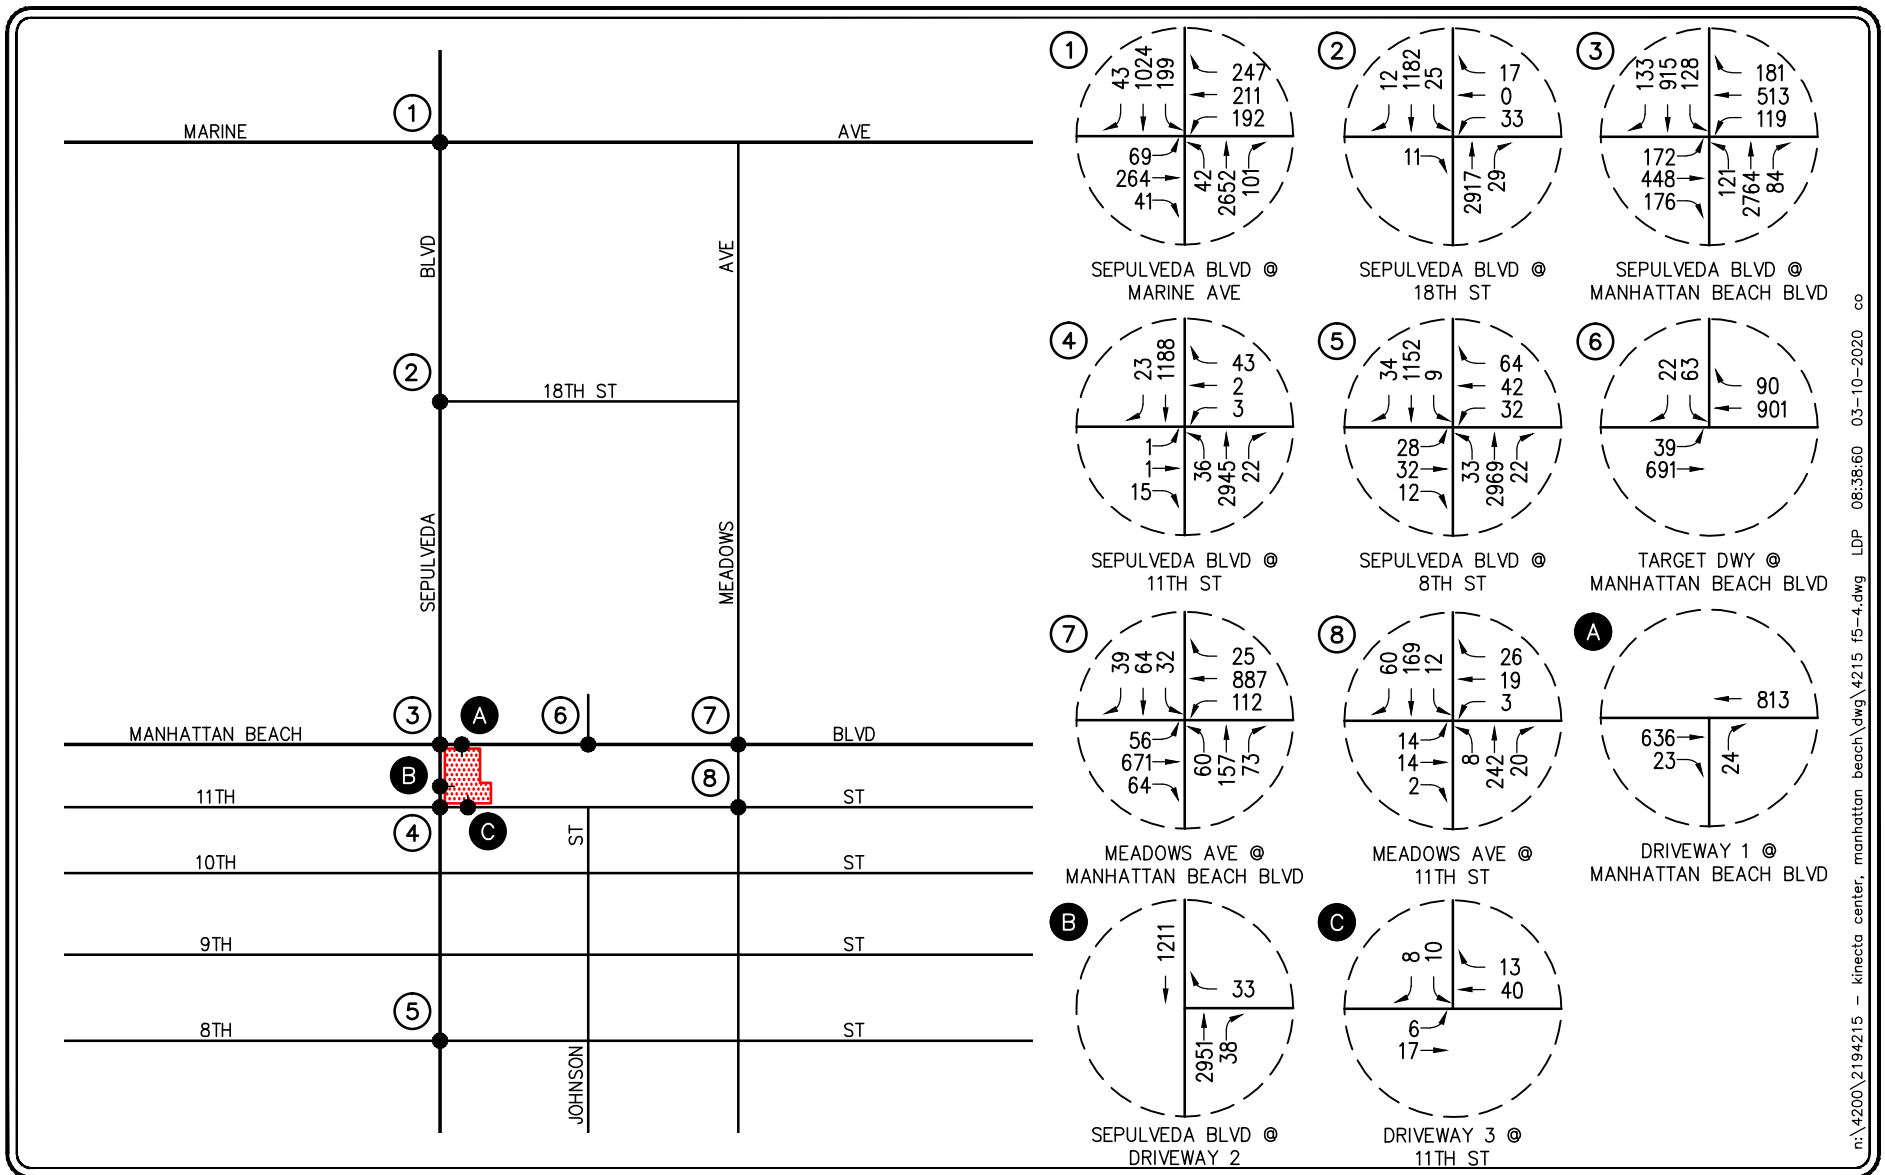 1
MARINE AVE
BLVD
AVE
2
18TH ST
SEPULVEDA
MEADOWS
3
A
6
7
MANHATTAN BEACH BLVD
B
8
11TH ST
4
C
ST
10TH ST
9TH ST
5
8TH ST
JOHNSON
1
43 1024 199
247
211
192
69
264
41
42 2652 101
SEPULVEDA BLVD @
MARINE AVE
2
12 1182 25
17
0
33
11
2917 29
SEPULVEDA BLVD @
18TH ST
3
133 915 128
181
513
119
172
448
176
121 2764 84
SEPULVEDA BLVD @
MANHATTAN BEACH BLVD
4
23 1188
43
2
3
1
1
15
36 2945 22
SEPULVEDA BLVD @
11TH ST
5
34 1152 9
64
42
32
28
32
12
33 2969 22
SEPULVEDA BLVD @
8TH ST
6
22 63
90
901
39
691
TARGET DWY @
MANHATTAN BEACH BLVD
7
39 64 32
25
887
112
56
671
64
60 157 73
MEADOWS AVE @
MANHATTAN BEACH BLVD
8
60 169 12
26
19
3
14
14
2
8 242 20
MEADOWS AVE @
11TH ST
A
813
636
23
24
DRIVEWAY 1 @
MANHATTAN BEACH BLVD
B
1211
33
2951 38
SEPULVEDA BLVD @
DRIVEWAY 2
C
8 10
13
40
6
17
DRIVEWAY 3 @
11TH ST
n:\4200\2194215 - kinecta center, manhattan beach\dwg\4215 f5-4.dwg LDP 08:38:60 03-10-2020 co